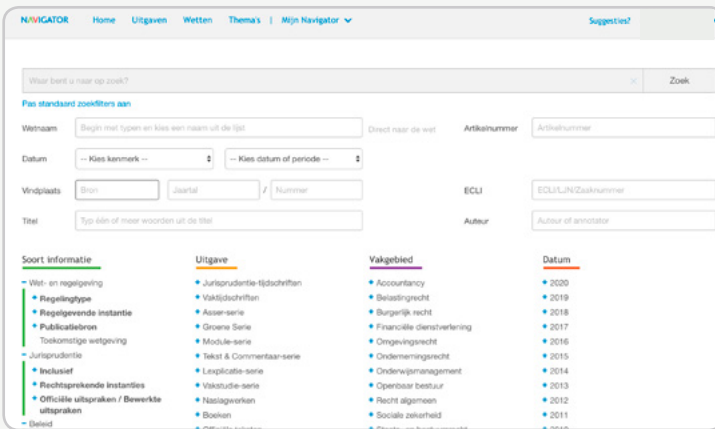 NAVIGATOR Home Uitgaven Wetten Thema's | Mijn Navigator Suggesties?
Waar bent u naar op zoek? × Zoek
Pas standaard zoekfilters aan
Wetnaam Begin met typen en kies een naam uit de lijst Direct naar de wet Artikelnummer Artikelnummer
Datum -- Kies kenmerk -- -- Kies datum of periode --
Vindplaats Bron Jaartal / Nummer ECLI ECLI/LJN/Zaaknummer
Titel Typ één of meer woorden uit de titel Auteur Auteur of annotator
Soort informatie Uitgave Vakgebied Datum
Wet- en regelgeving Jurisprudentie-tijdschriften Accountancy 2020
Regelingtype Vaktijdschriften Belastingrecht 2019
Regelgevende instantie Asser-serie Burgerlijk recht 2018
Publicatiebron Groene Serie Financiële dienstverlening 2017
Toekomstige wetgeving Module-serie Omgevingsrecht 2016
Jurisprudentie Tekst & Commentaar-serie Ondernemingsrecht 2015
Inclusief Lexplicatie-serie Onderwijsmanagement 2014
Rechtsprekende instanties Vakstudie-serie Openbaar bestuur 2013
Officiële uitspraken / Bewerkte Naslagwerken Recht algemeen 2012
uitspraken Boeken Sociale zekerheid 2011
Beleid